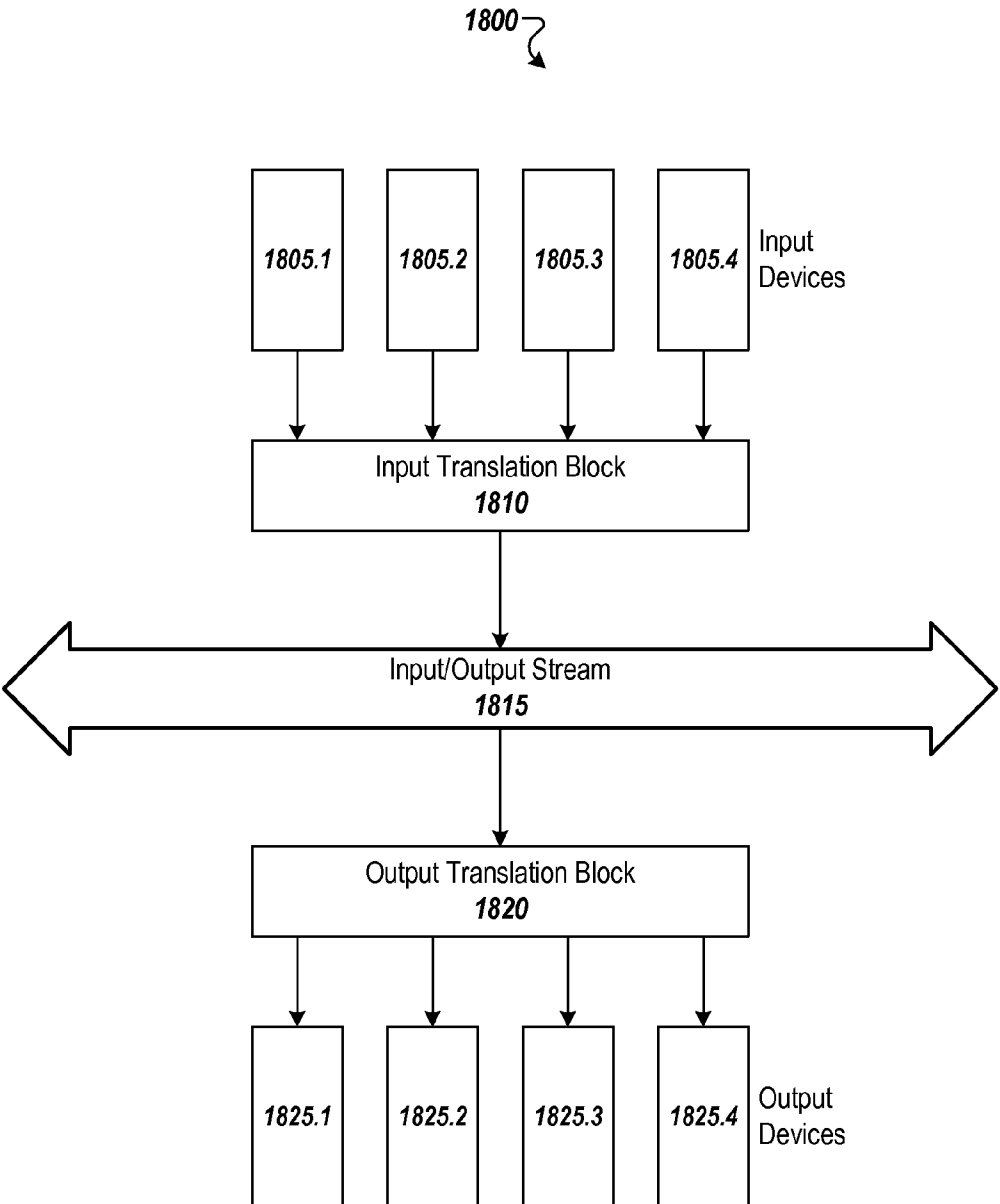 1800
1805.1 1805.2 1805.3 1805.4
Input
Devices
Input Translation Block
1810
Input/Output Stream
1815
Output Translation Block
1820
1825.1 1825.2 1825.3 1825.4
Output
Devices